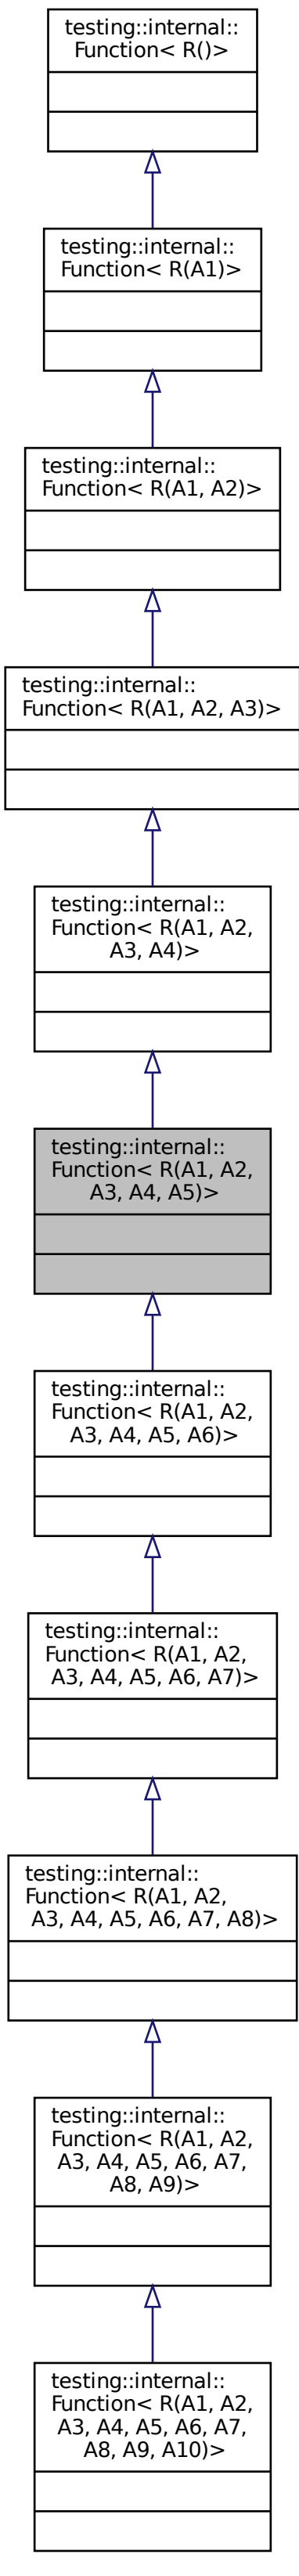 testing::internal::
Function< R()>
testing::internal::
Function< R(A1)>
testing::internal::
Function< R(A1, A2)>
testing::internal::
Function< R(A1, A2, A3)>
testing::internal::
Function< R(A1, A2,
A3, A4)>
testing::internal::
Function< R(A1, A2,
A3, A4, A5)>
testing::internal::
Function< R(A1, A2,
A3, A4, A5, A6)>
testing::internal::
Function< R(A1, A2,
A3, A4, A5, A6, A7)>
testing::internal::
Function< R(A1, A2,
A3, A4, A5, A6, A7, A8)>
testing::internal::
Function< R(A1, A2,
A3, A4, A5, A6, A7,
A8, A9)>
testing::internal::
Function< R(A1, A2,
A3, A4, A5, A6, A7,
A8, A9, A10)>